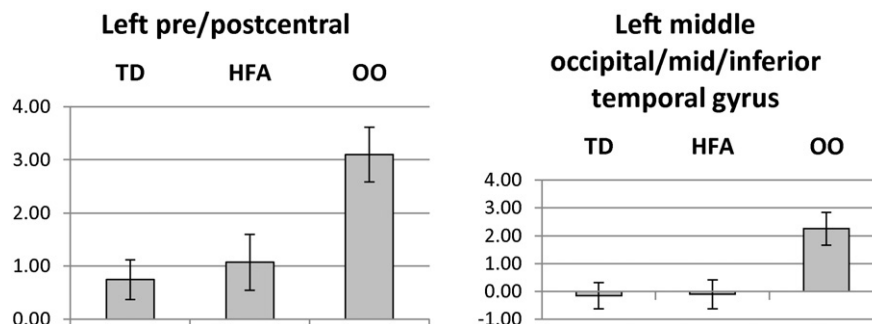 Left pre/postcentral
TD HFA OO
4.00
3.00
2.00
1.00
0.00
Left middle
occipital/mid/inferior
temporal gyrus
TD HFA OO
4.00
3.00
2.00
1.00
0.00
-1.00